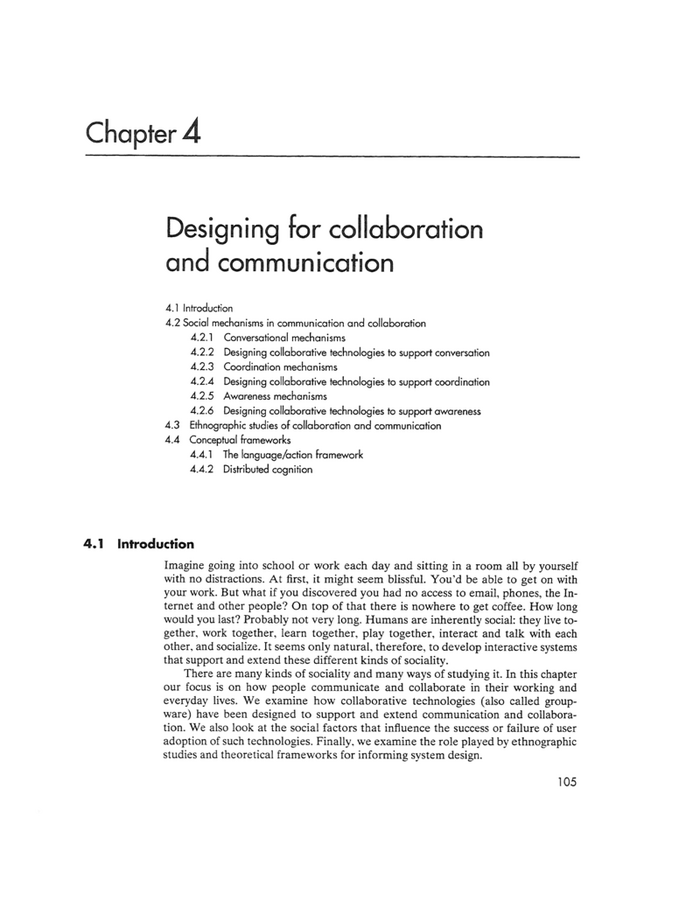 Chapter 4
Designing for collaboration
and communication
4.1 Introduction
4.2 Social mechanisms in communication and collaboration
4.2.1 Conversational mechanisms
4.2.2 Designing collaborative technologies to support conversation
4.2.3 Coordination mechanisms
4.2.4 Designing collaborative technologies to support coordination
4.2.5 Awareness mechanisms
4.2.6 Designing collaborative technologies to support awareness
4.3 Ethnographic studies of collaboration and communication
4.4 Conceptual frameworks
4.4.1 The language/action framework
4.4.2 Distributed cognition
4.1 Introduction
Imagine going into school or work each day and sitting in a room all by yourself
with no distractions. At first, it might seem blissful. You'd be able to get on with
your work. But what if you discovered you had no access to email, phones, the In-
ternet and other people? On top of that there is nowhere to get coffee. How long
would you last? Probably not very long. Humans are inherently social: they live to-
gether, work together, learn together, play together, interact and talk with each
other, and socialize. It seems only natural, therefore, to develop interactive systems
that support and extend these different kinds of sociality.
There are many kinds of sociality and many ways of studying it. In this chapter
our focus is on how people communicate and collaborate in their working and
everyday lives. We examine how collaborative technologies (also called group-
ware) have been designed to support and extend communication and collabora-
tion. We also look at the social factors that influence the success or failure of user
adoption of such technologies. Finally, we examine the role played by ethnographic
studies and theoretical frameworks for informing system design.
105